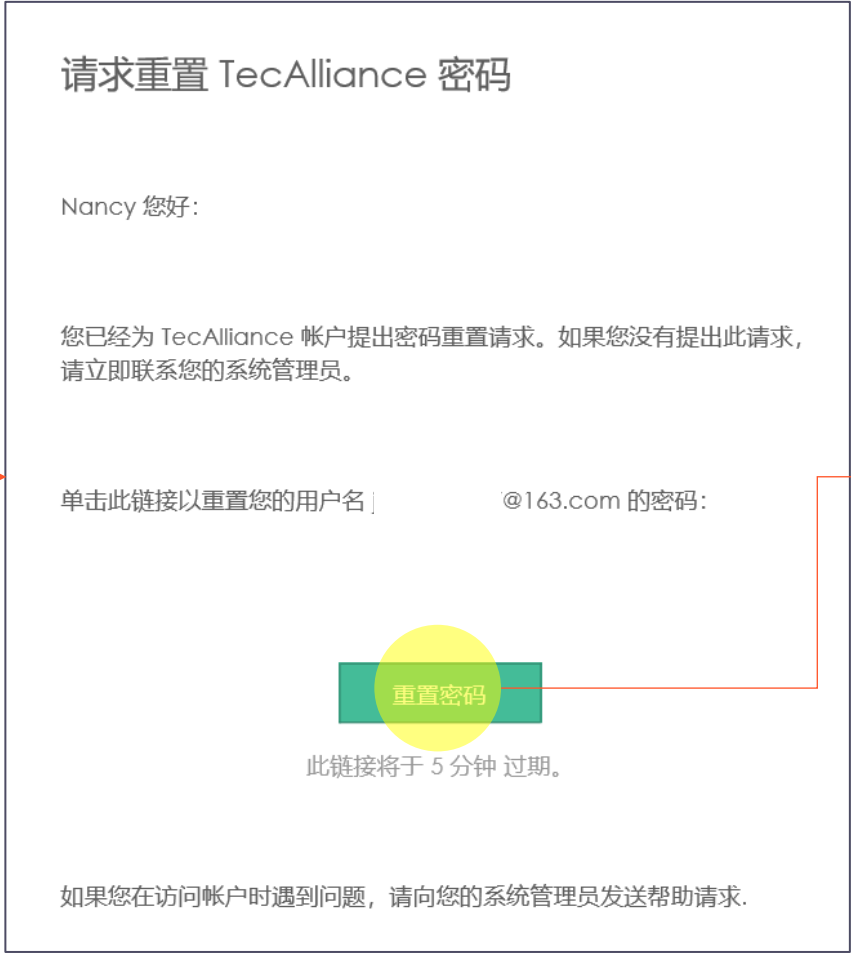 请求重置 TecAlliance 密码
Nancy 您好：
您已经为 TecAlliance 帐户提出密码重置请求。如果您没有提出此请求，
请立即联系您的系统管理员。
单击此链接以重置您的用户名 @163.com 的密码：
重置密码
此链接将于 5 分钟 过期。
如果您在访问帐户时遇到问题，请向您的系统管理员发送帮助请求.